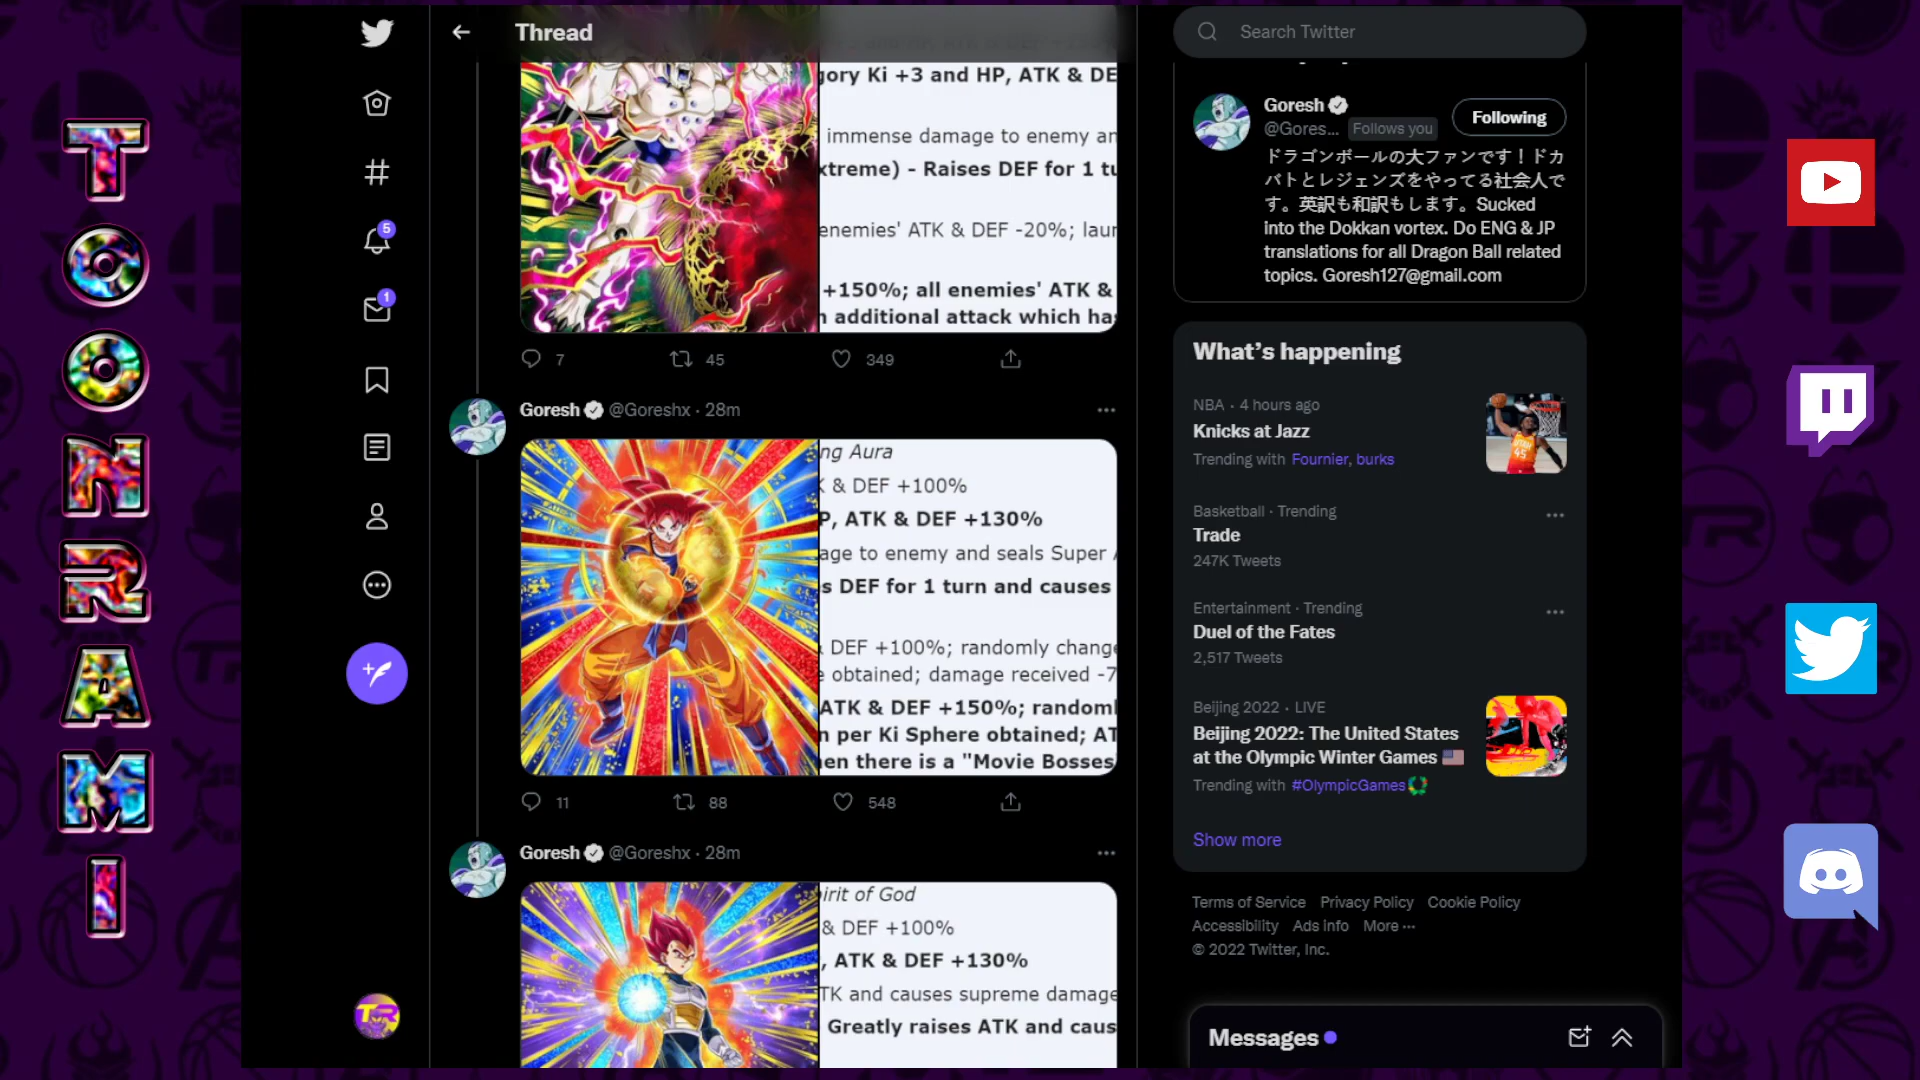 TOONRAMI
Thread
Search Twitter
gory Ki +3 and HP, ATK & DE
immense damage to enemy an
xtreme) - Raises DEF for 1 tu
enemies' ATK & DEF -20%; laun
+150%; all enemies' ATK &
n additional attack which has
7 45 349
Goresh @Goreshx · 28m
ng Aura
K & DEF +100%
P, ATK & DEF +130%
age to enemy and seals Super A
s DEF for 1 turn and causes
& DEF +100%; randomly change
e obtained; damage received -7
ATK & DEF +150%; randoml
n per Ki Sphere obtained; AT
hen there is a "Movie Bosses
11 88 548
Goresh @Goreshx · 28m
irit of God
& DEF +100%
, ATK & DEF +130%
TK and causes supreme damage
Greatly raises ATK and caus
5
1
TR
Goresh
@Gores... Follows you
Following
ドラゴンボールの大ファンです！ドカ
バトとレジェンズをやってる社会人で
す。英訳も和訳もします。Sucked
into the Dokkan vortex. Do ENG & JP
translations for all Dragon Ball related
topics. Goresh127@gmail.com
What's happening
NBA · 4 hours ago
Knicks at Jazz
Trending with Fournier, burks
Basketball · Trending
Trade
247K Tweets
Entertainment · Trending
Duel of the Fates
2,517 Tweets
Beijing 2022 · LIVE
Beijing 2022: The United States
at the Olympic Winter Games
Trending with #OlympicGames
Show more
Terms of Service Privacy Policy Cookie Policy
Accessibility Ads info More ···
© 2022 Twitter, Inc.
Messages